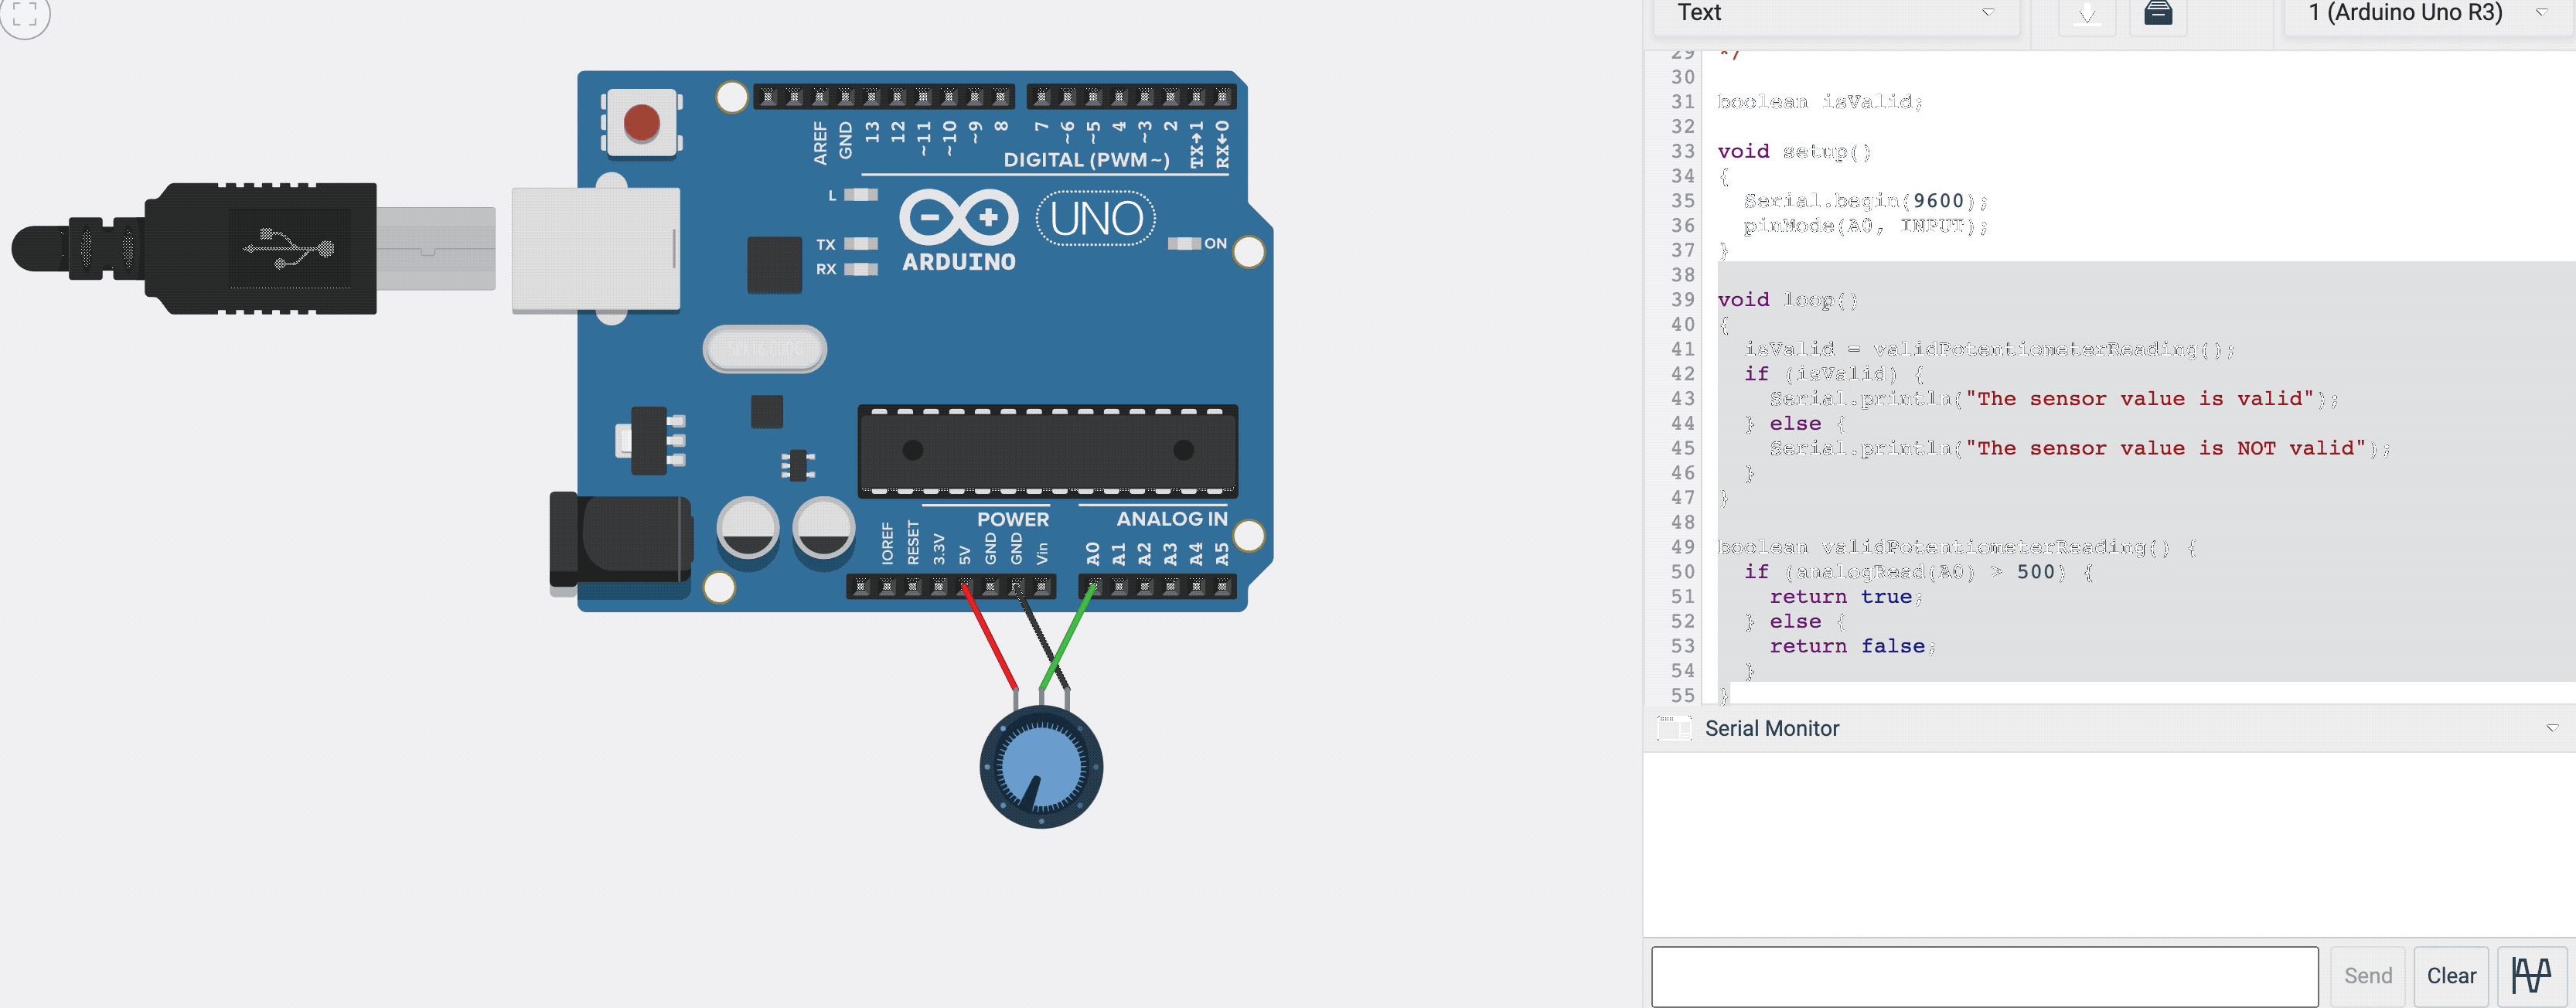 AREF
GND
13
12
~11
~10
~9
8
7
~6
~5
4
~3
2
TX→1
RX←0
DIGITAL (PWM~)
L
TX
RX
UNO
ARDUINO
ON
SPK16.000G
POWER
ANALOG IN
IOREF
RESET
3.3V
5V
GND
GND
Vin
A0
A1
A2
A3
A4
A5
Text
1 (Arduino Uno R3)
29 */
30
31 boolean isValid;
32
33 void setup()
34 {
35 Serial.begin(9600);
36 pinMode(A0, INPUT);
37 }
38
39 void loop()
40 {
41 isValid = validPotentiometerReading();
42 if (isValid) {
43 Serial.println("The sensor value is valid");
44 } else {
45 Serial.println("The sensor value is NOT valid");
46 }
47 }
48
49 boolean validPotentiometerReading() {
50 if (analogRead(A0) > 500) {
51 return true;
52 } else {
53 return false;
54 }
55 }
Serial Monitor
Send
Clear